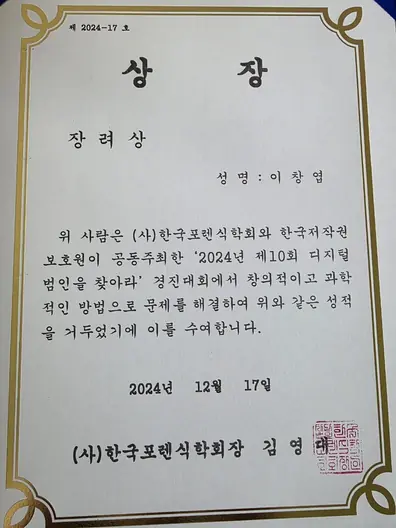 제 2024-17 호
상 장
장 려 상
성 명 : 이 창 엽
위 사람은 (사)한국포렌식학회와 한국저작권
보호원이 공동주최한 '2024년 제10회 디지털
범인을 찾아라' 경진대회에서 창의적이고 과학
적인 방법으로 문제를 해결하여 위와 같은 성적
을 거두었기에 이를 수여합니다.
2024년 12월 17일
(사)한국포렌식학회장 김 영 대